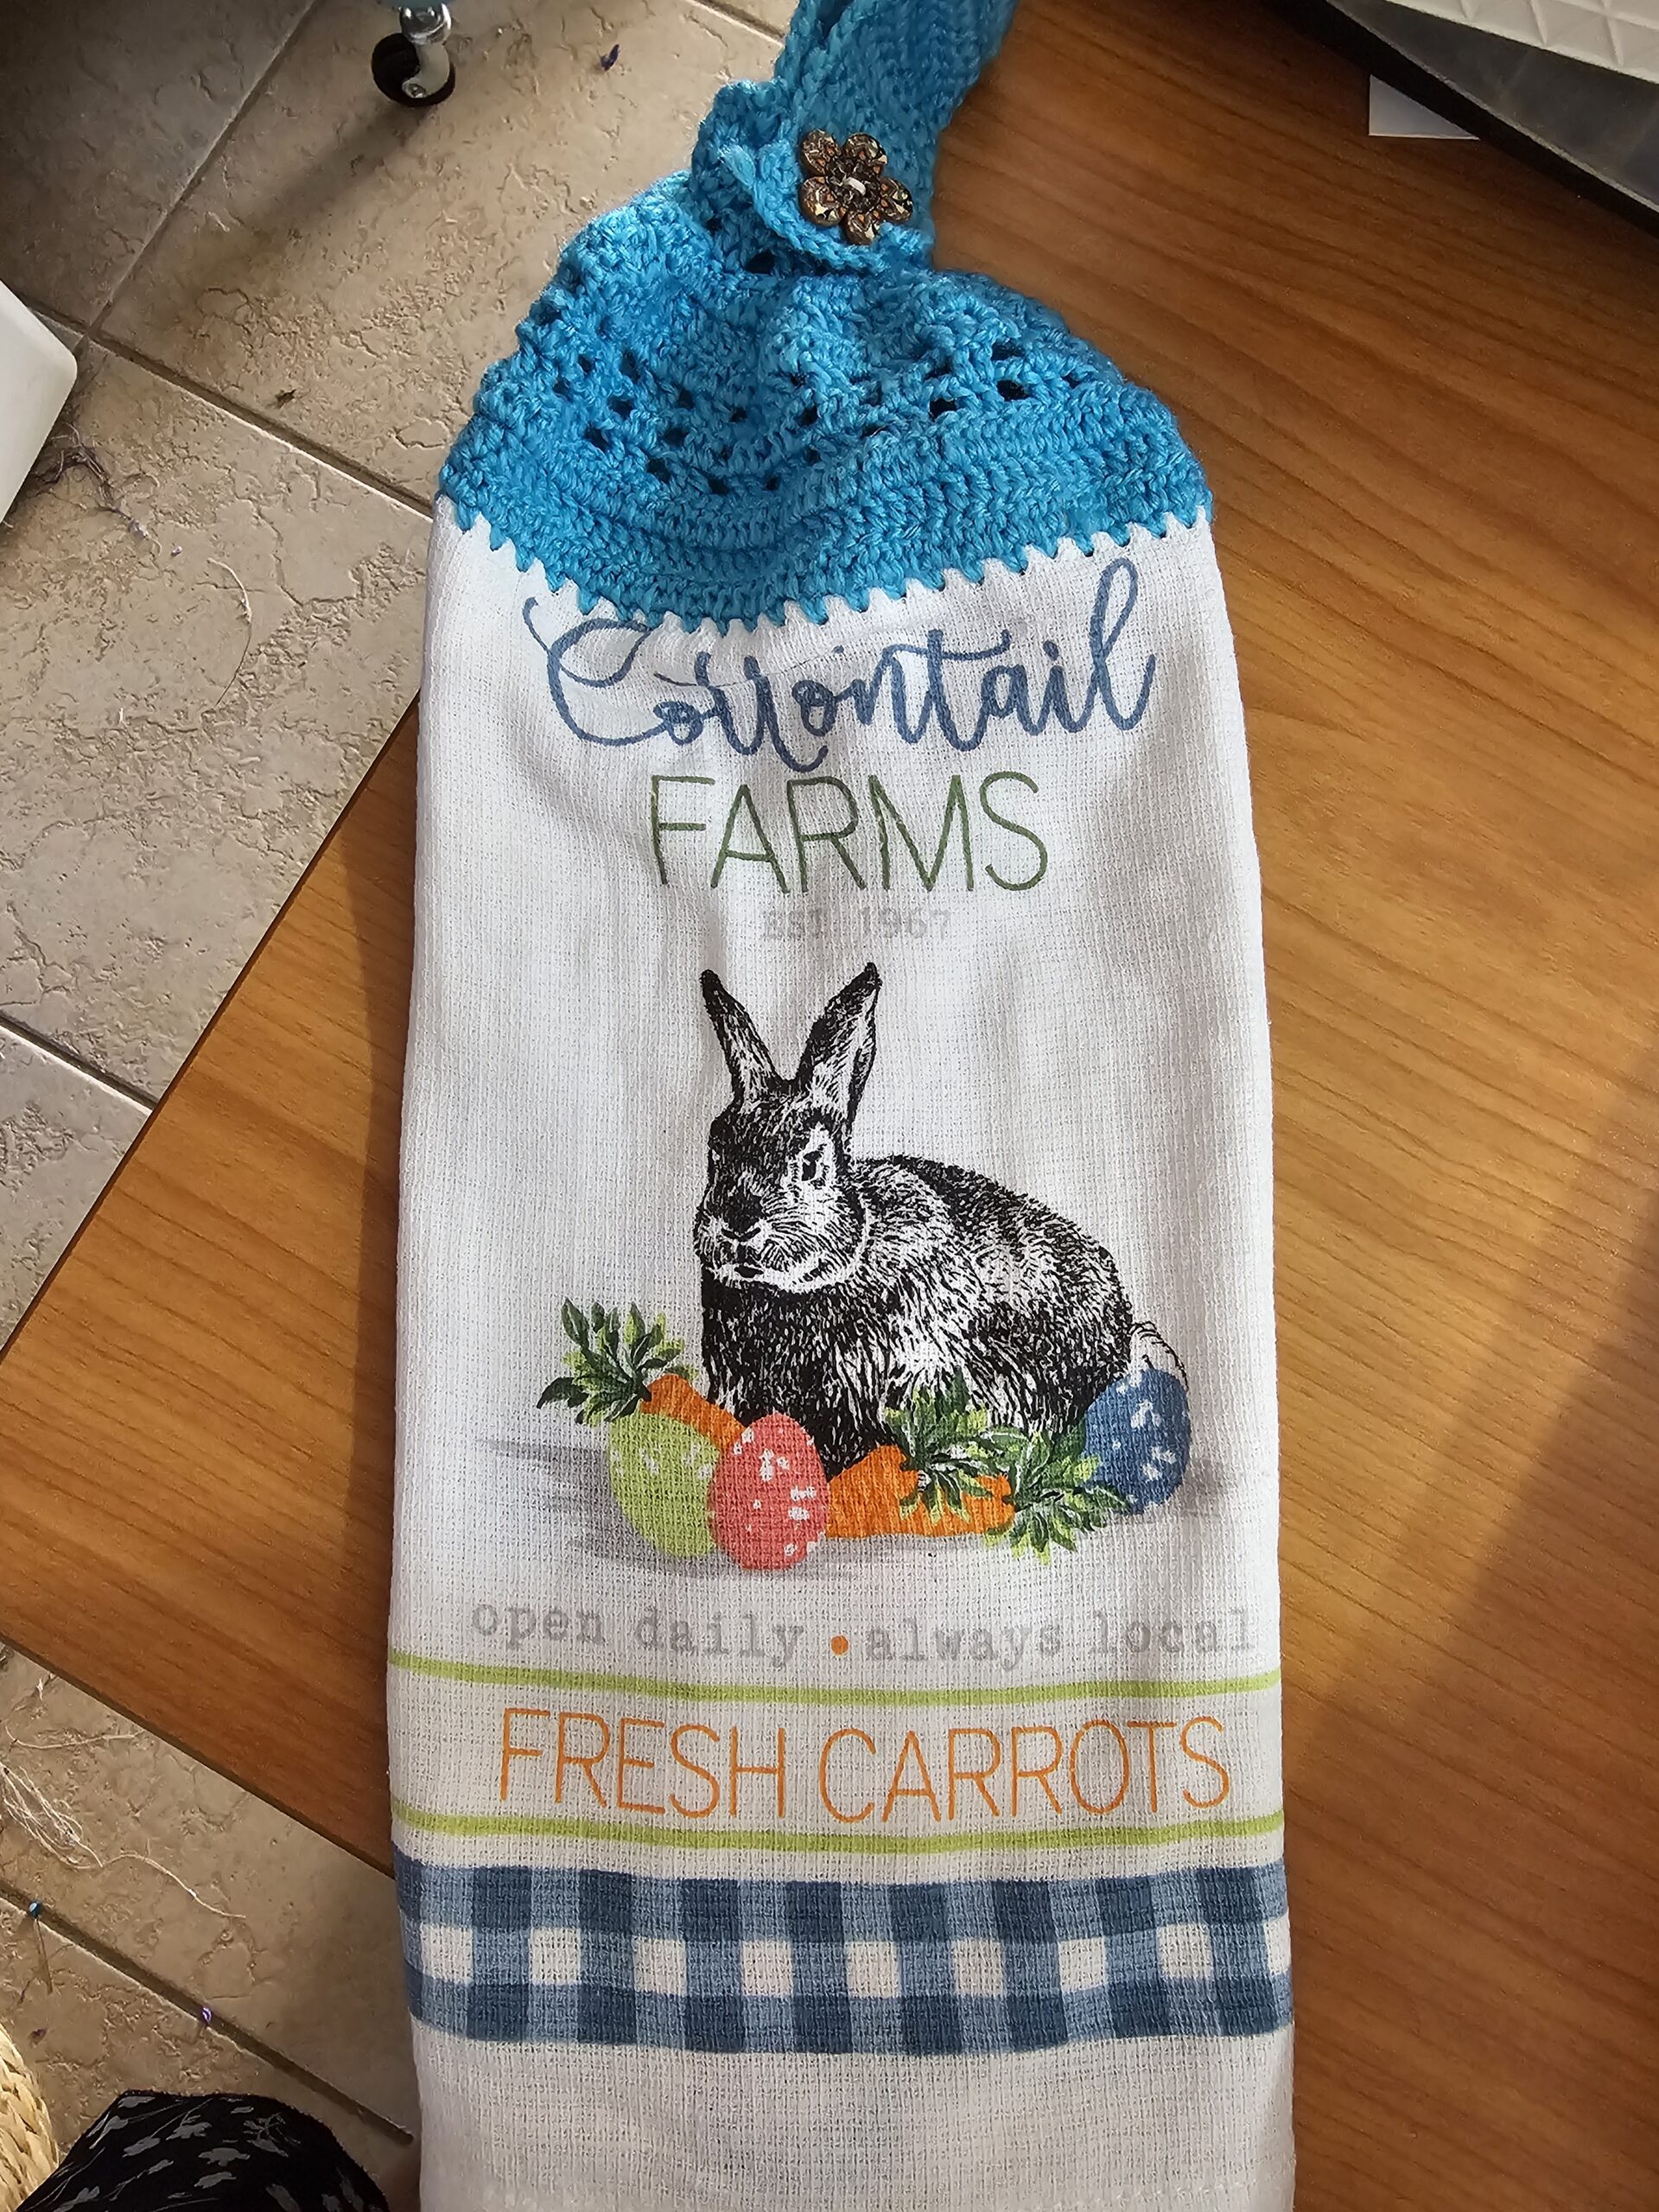 Cottontail
FARMS
EST 1967
open daily • always local
FRESH CARROTS